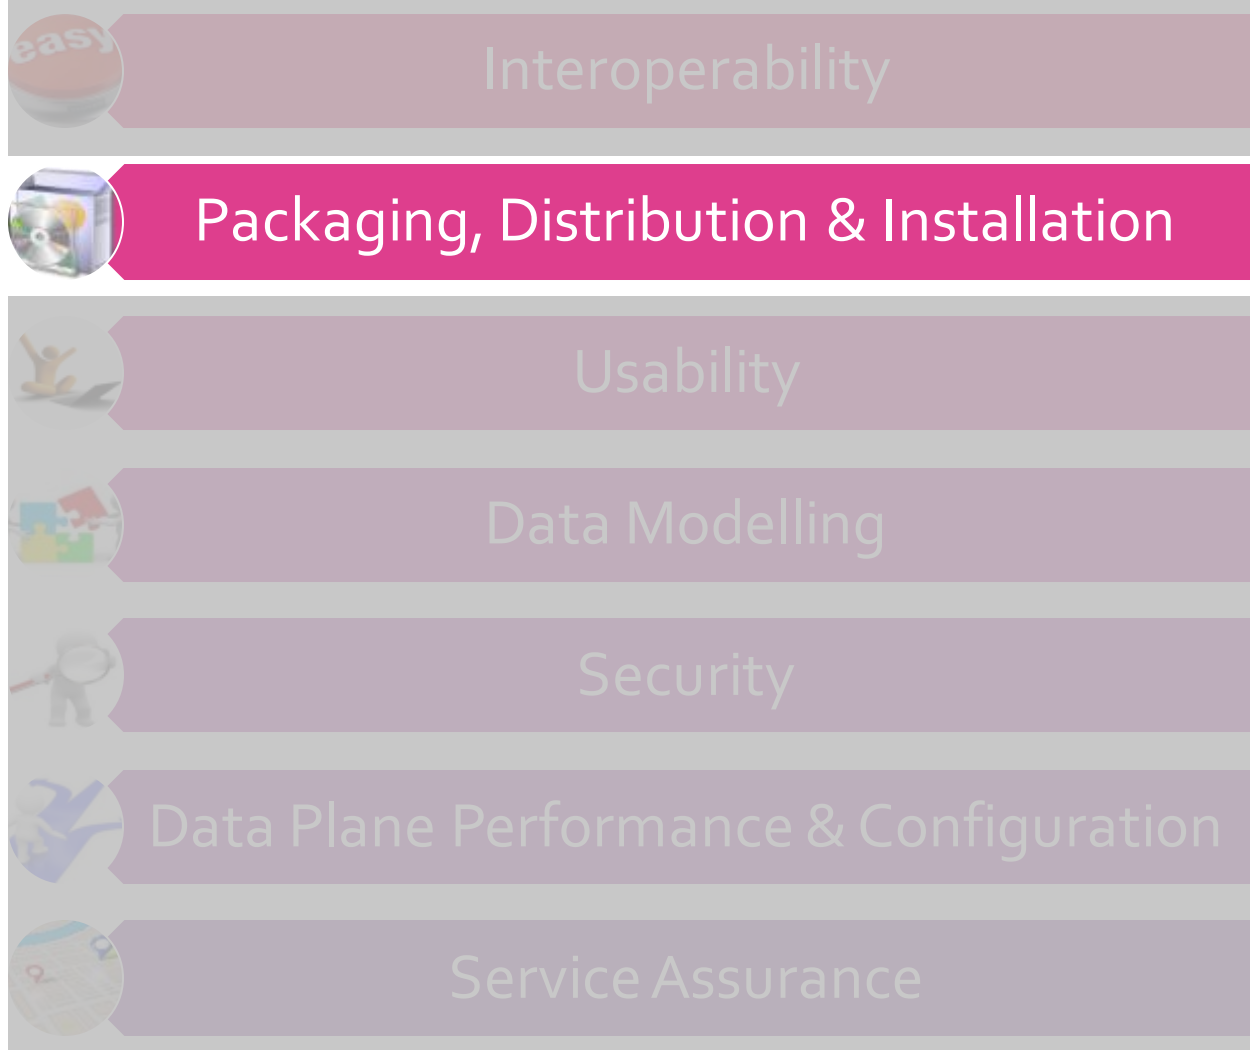 easy
Interoperability
Packaging, Distribution & Installation
Usability
Data Modelling
Security
Data Plane Performance & Configuration
Service Assurance